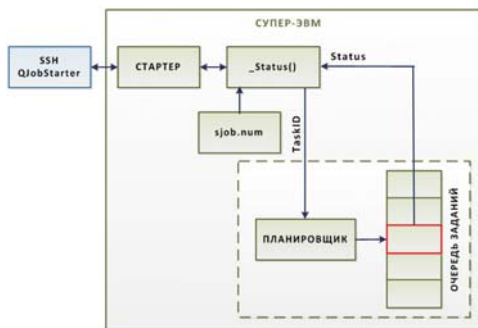 СУПЕР-ЭВМ
SSH
QJobStarter
СТАРТЕР
_Status()
Status
sjob.num
TaskID
ПЛАНИРОВЩИК
ОЧЕРЕДЬ ЗАДАНИЙ